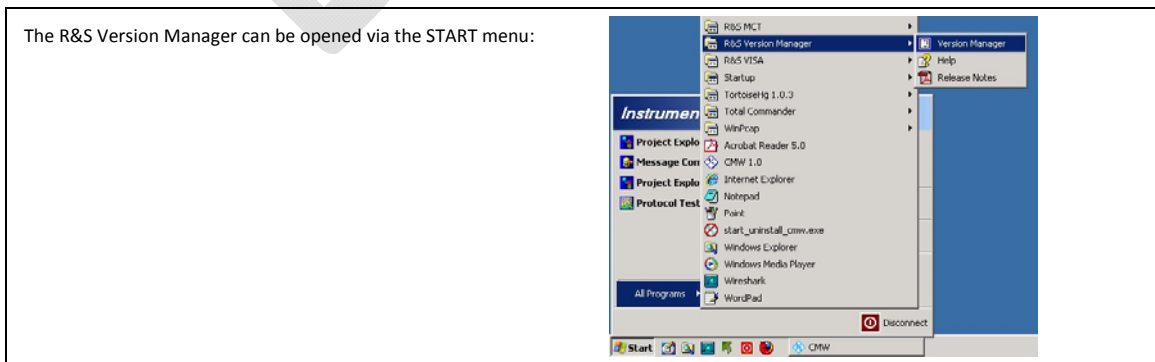 The R&S Version Manager can be opened via the START menu:
R&S MCT
R&S Version Manager
R&S VISA
Startup
TortoiseHg 1.0.3
Total Commander
WinPcap
Acrobat Reader 5.0
CMW 1.0
Internet Explorer
Notepad
Paint
start_uninstall_cmw.exe
Windows Explorer
Windows Media Player
Wireshark
WordPad
Version Manager
Help
Release Notes
Instrumen
Project Explo
Message Con
Project Explo
Protocol Test
All Programs
Disconnect
Start
CMW